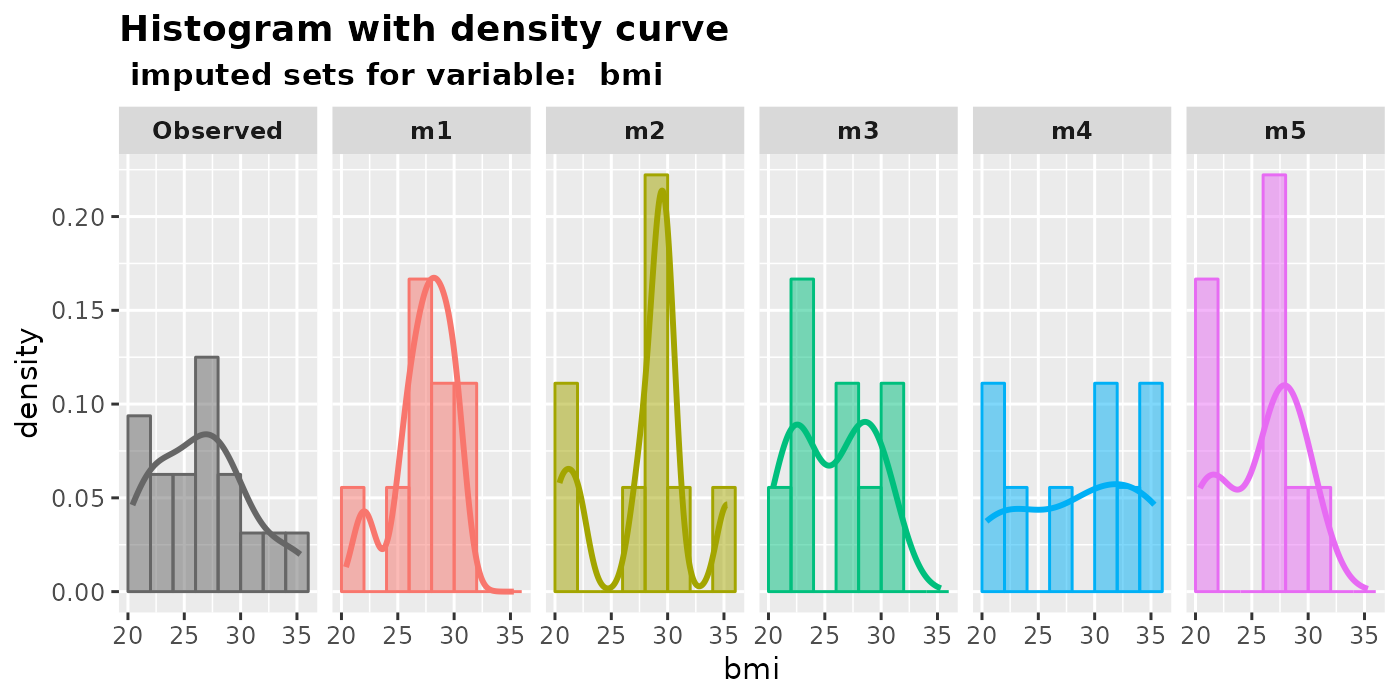 Histogram with density curve
imputed sets for variable:  bmi
Observed m1 m2 m3 m4 m5
density
0.20
0.15
0.10
0.05
0.00
20 25 30 35 20 25 30 35 20 25 30 35 20 25 30 35 20 25 30 35 20 25 30 35
bmi